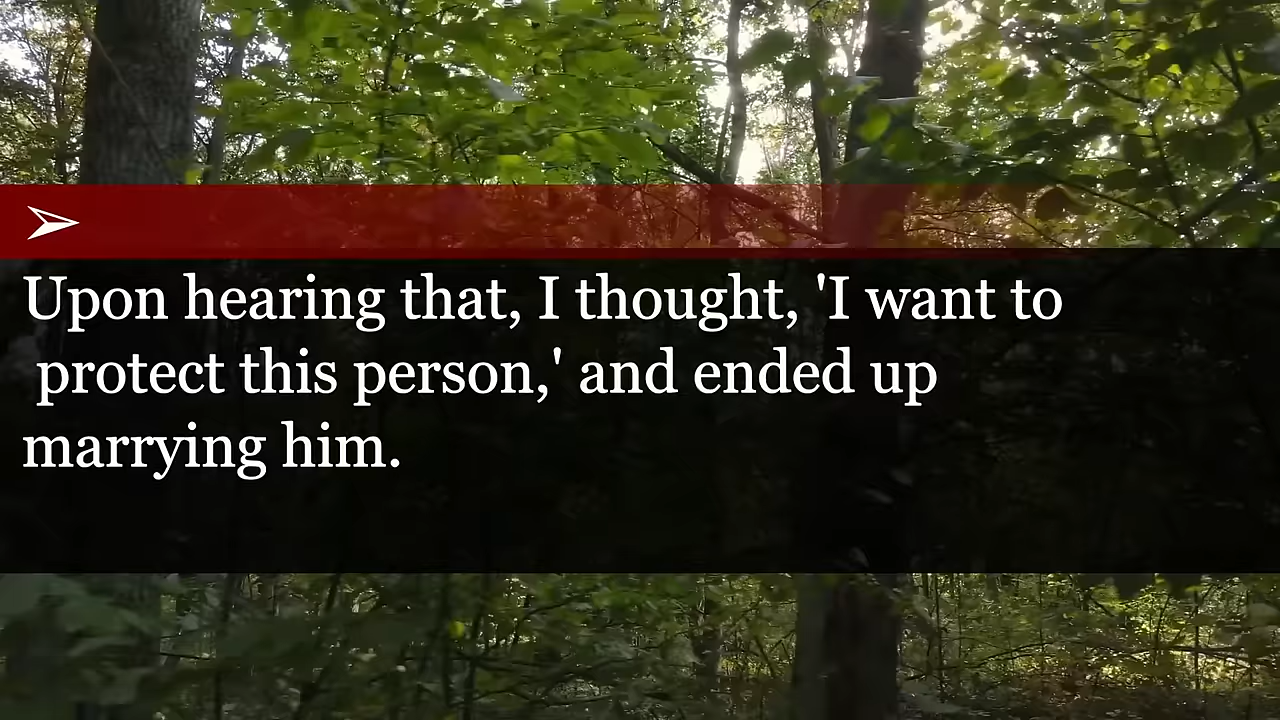 Upon hearing that, I thought, 'I want to
protect this person,' and ended up
marrying him.